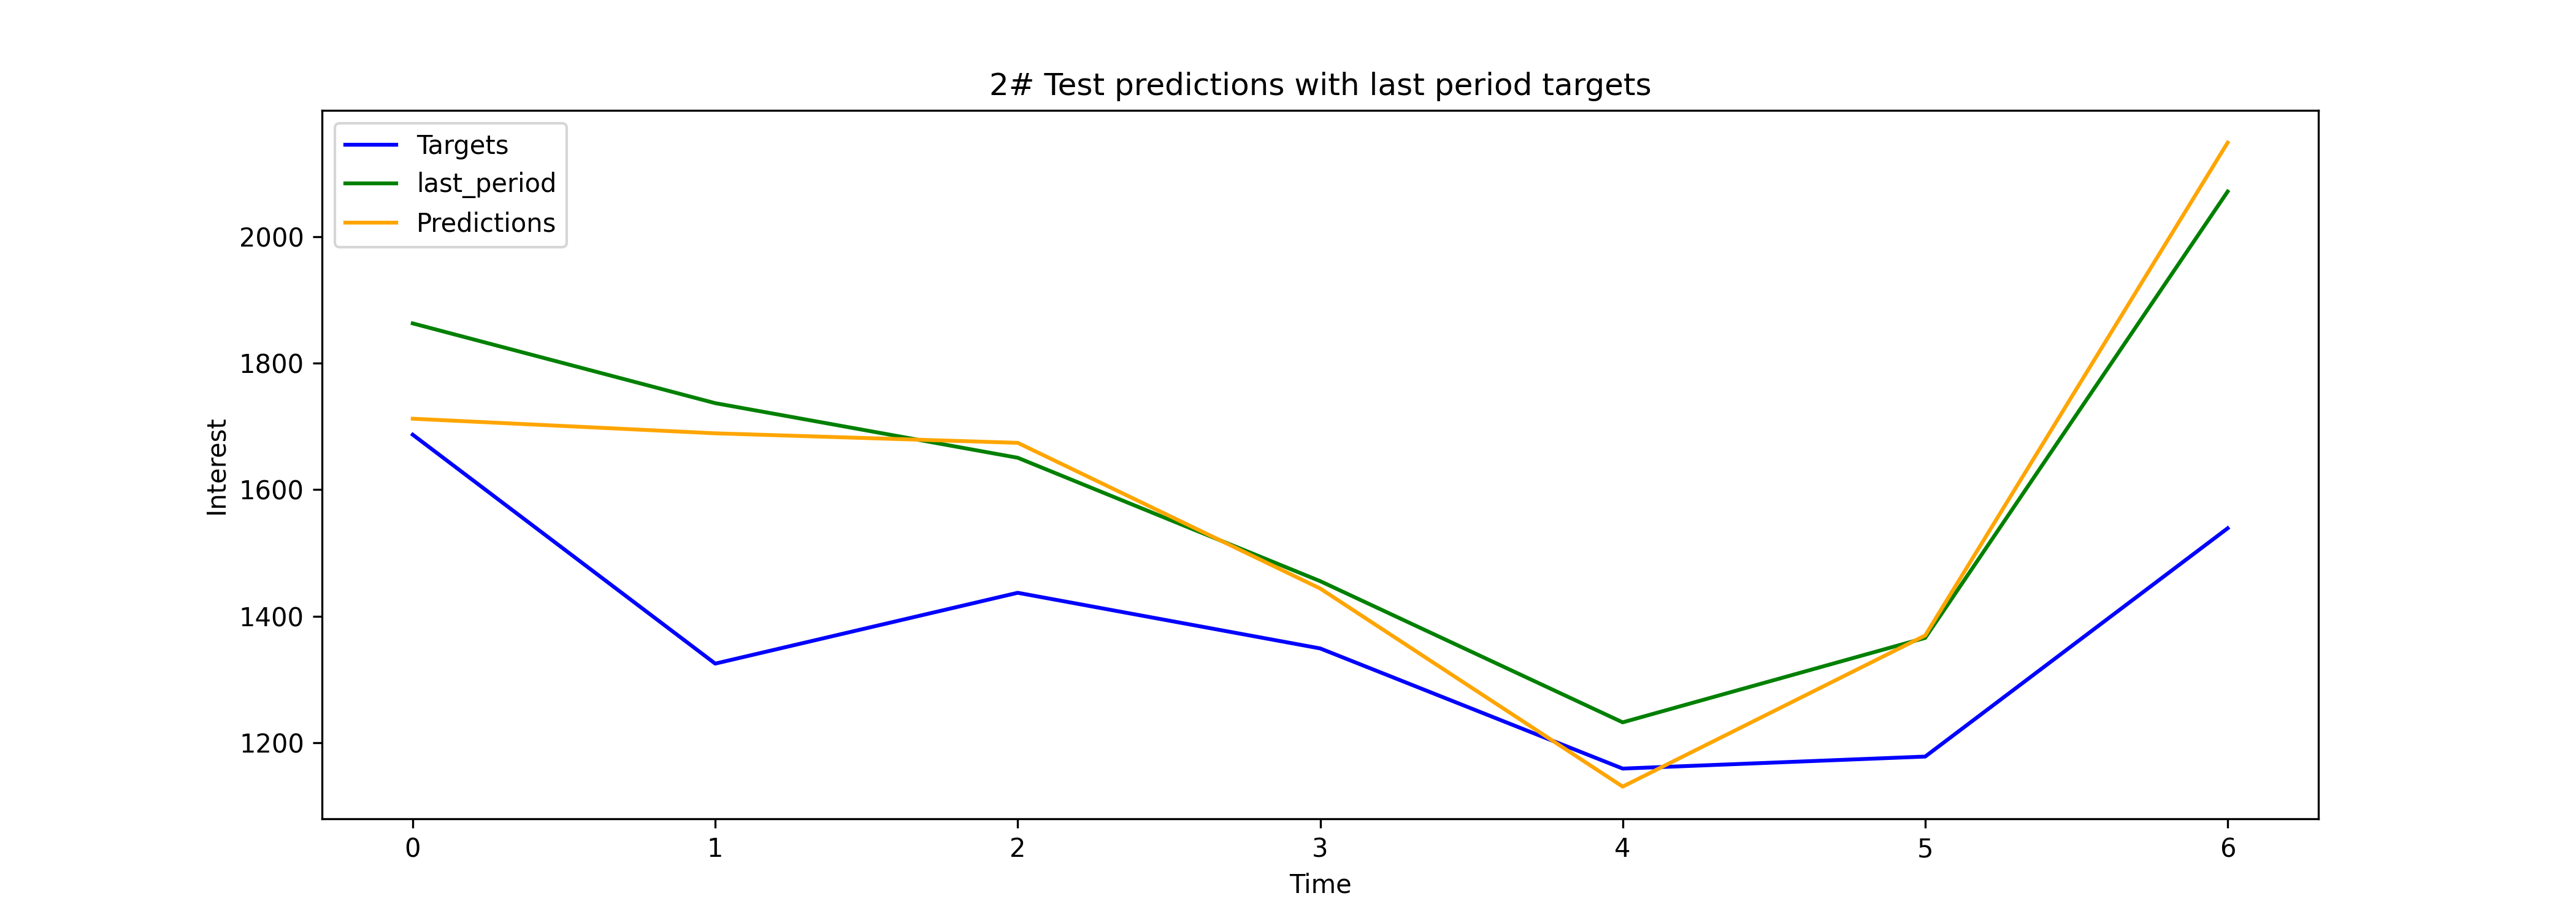 2# Test predictions with last period targets
Targets
last_period
Predictions
2000
1800
1600
1400
1200
Interest
0 1 2 3 4 5 6
Time